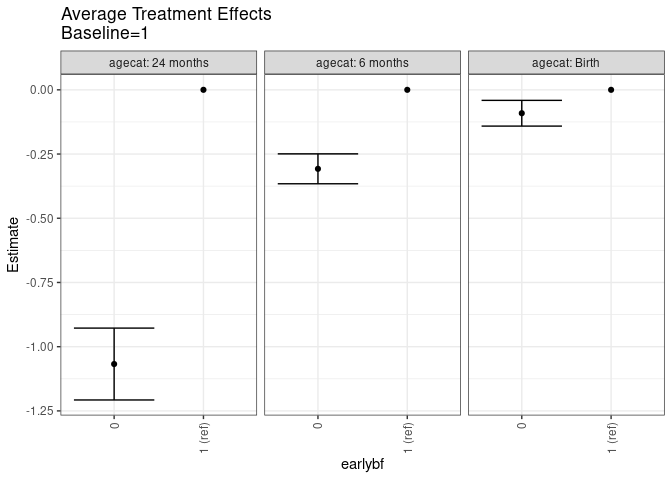 Average Treatment Effects
Baseline=1
agecat: 24 months
agecat: 6 months
agecat: Birth
0.00
-0.25
-0.50
-0.75
-1.00
-1.25
Estimate
0
1 (ref)
0
1 (ref)
0
1 (ref)
earlybf